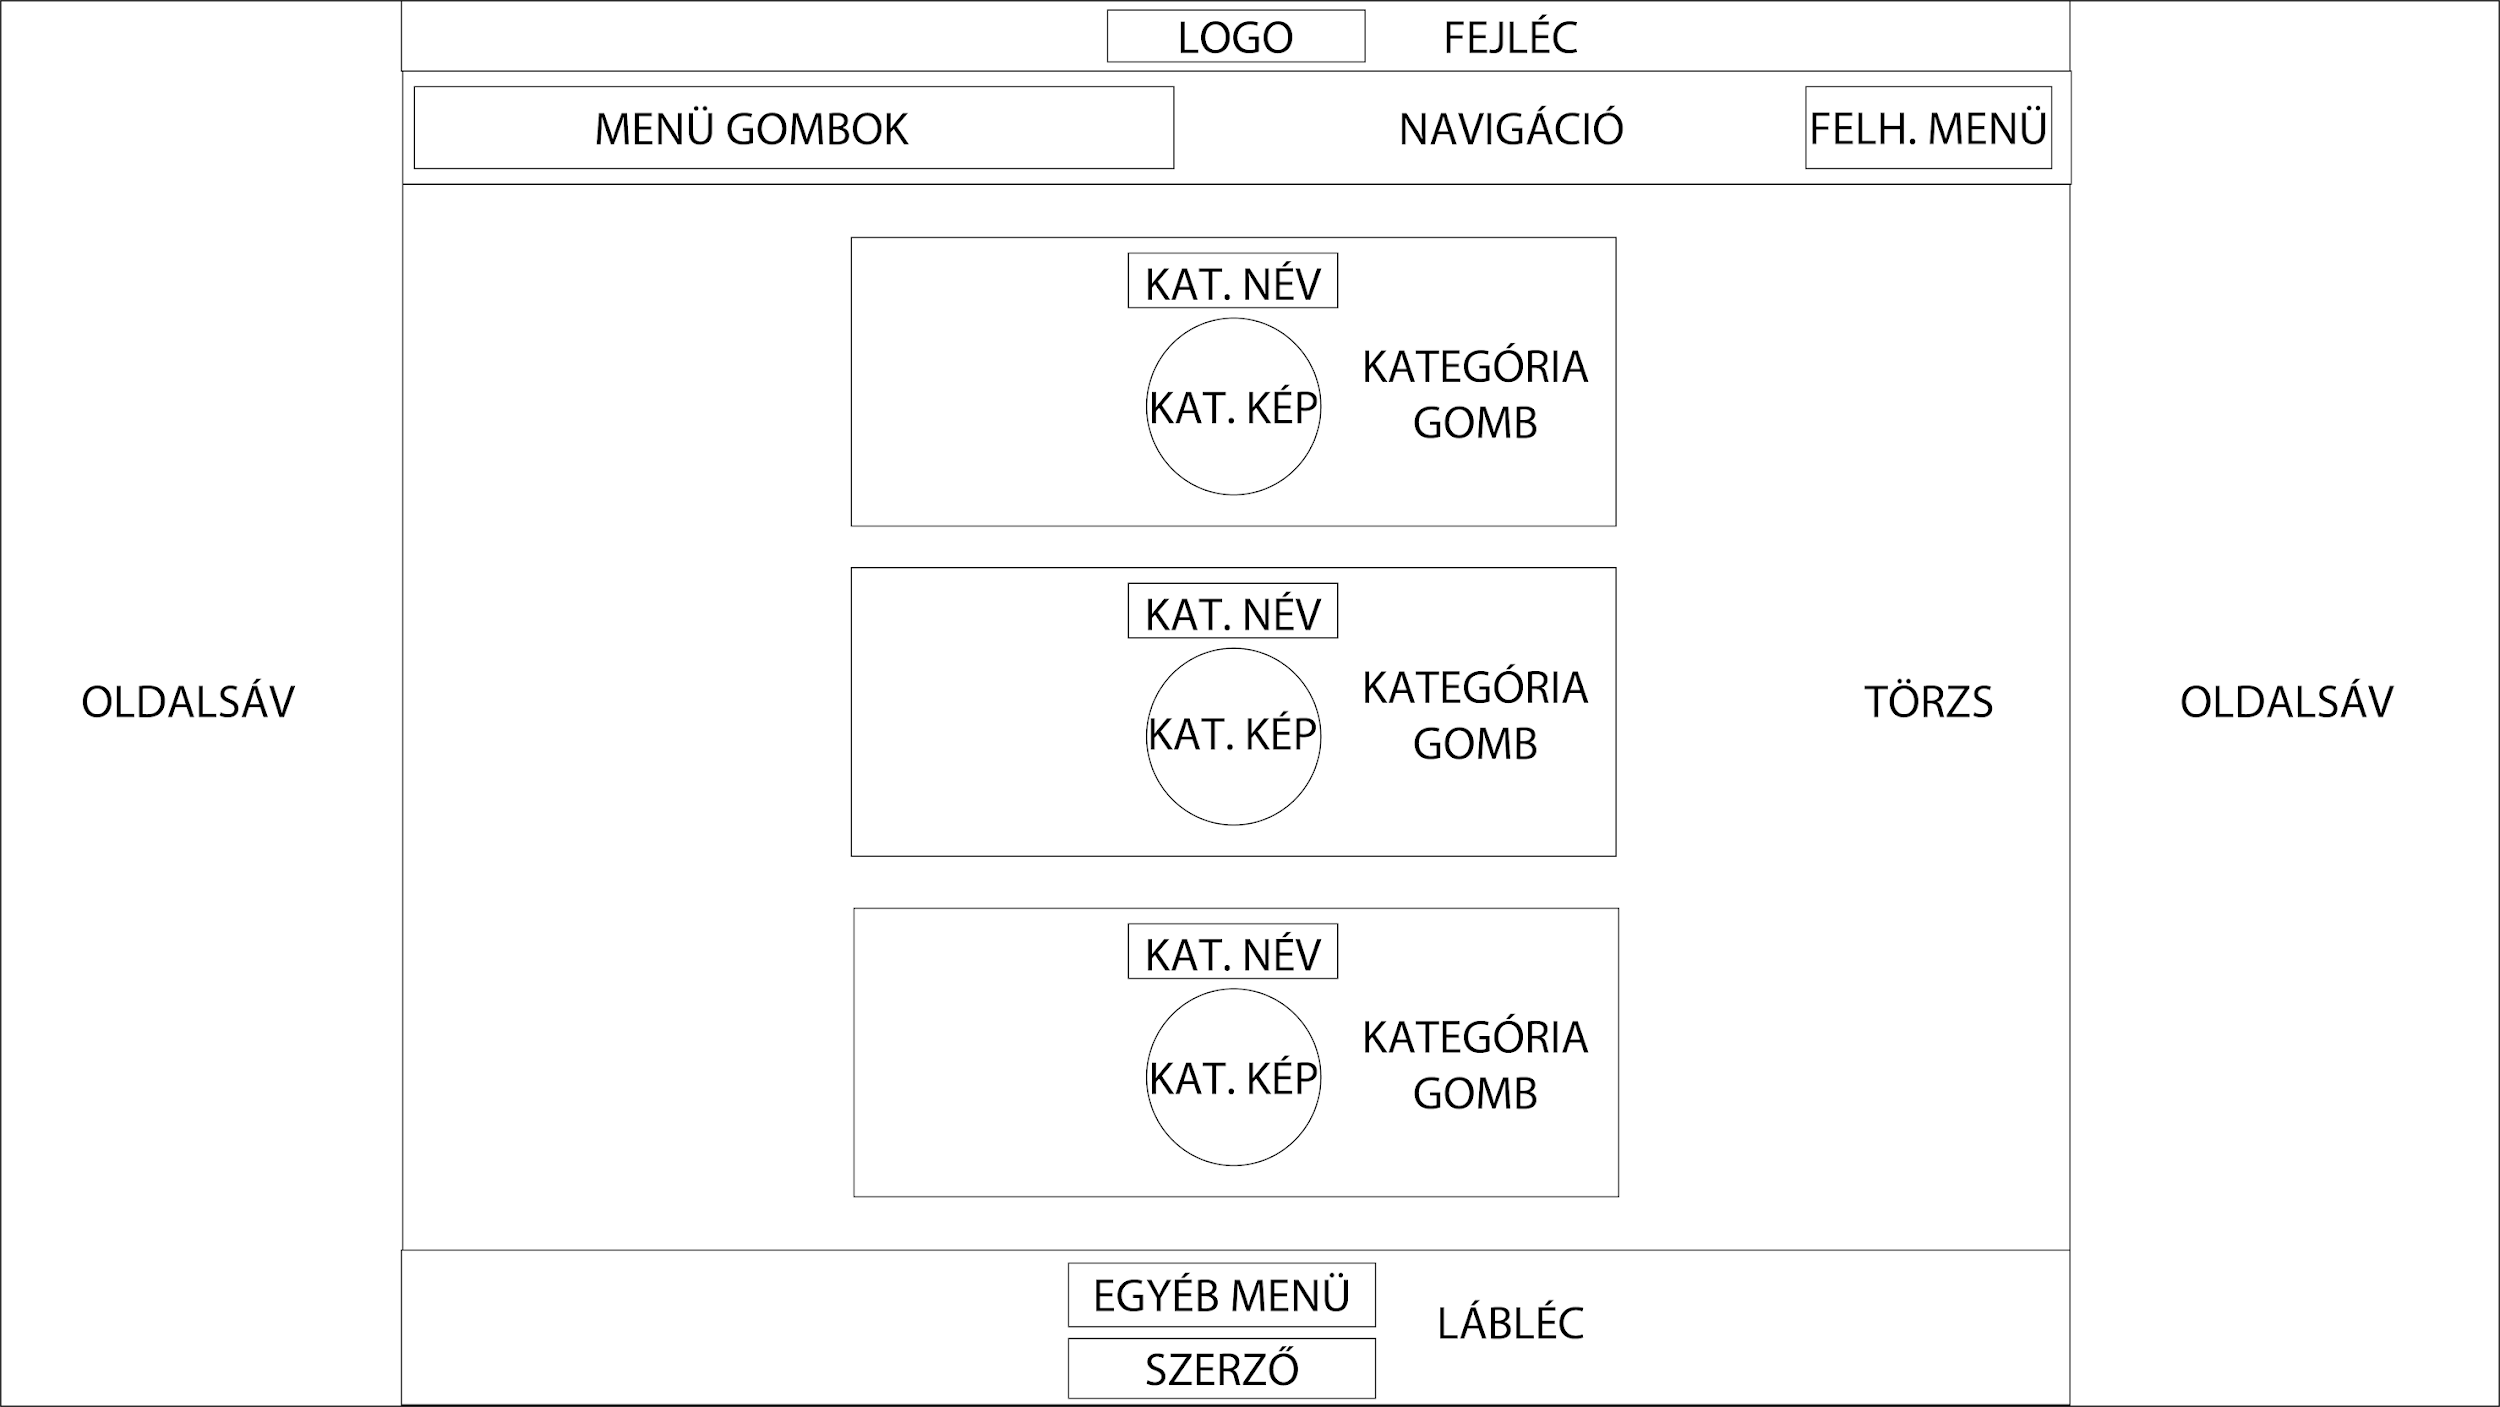 LOGO
FEJLÉC
MENÜ GOMBOK
NAVIGÁCIÓ
FELH. MENÜ
KAT. NÉV
KAT. KÉP
KATEGÓRIA
GOMB
KAT. NÉV
KAT. KÉP
KATEGÓRIA
GOMB
OLDALSÁV
TÖRZS
OLDALSÁV
KAT. NÉV
KAT. KÉP
KATEGÓRIA
GOMB
EGYÉB MENÜ
SZERZŐ
LÁBLÉC